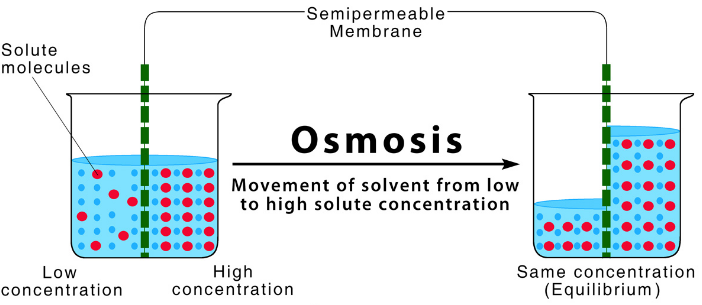 Semipermeable
Membrane
Solute
molecules
Osmosis
Movement of solvent from low
to high solute concentration
Low
concentration
High
concentration
Same concentration
(Equilibrium)